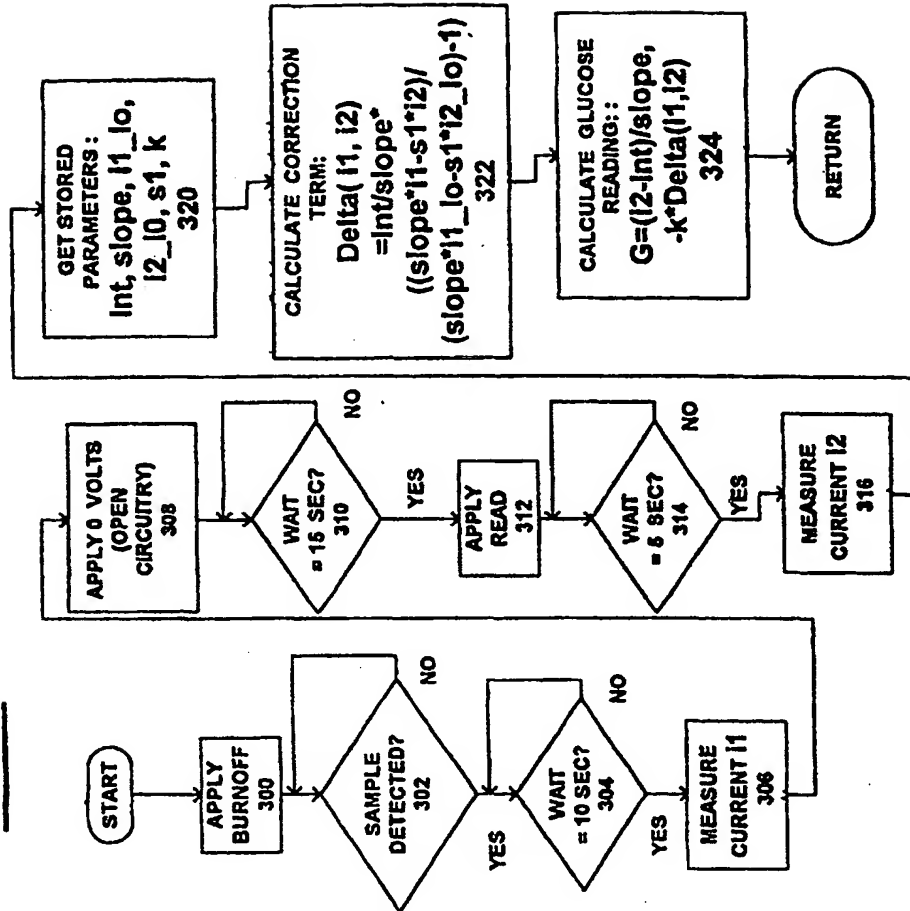 START
APPLY
BURNOFF
300
SAMPLE
DETECTED?
302
NO
YES
WAIT
= 10 SEC?
304
NO
YES
MEASURE
CURRENT i1
306
APPLY 0 VOLTS
(OPEN
CIRCUITRY)
308
WAIT
= 15 SEC?
310
NO
YES
APPLY
READ
312
WAIT
= 5 SEC?
314
NO
YES
MEASURE
CURRENT i2
316
GET STORED
PARAMETERS :
Int, slope, i1_lo,
i2_l0, s1, k
320
CALCULATE CORRECTION
TERM:
Delta( i1, i2)
=Int/slope*
((slope*i1-s1*i2)/
(slope*i1_lo-s1*i2_lo)-1)
322
CALCULATE GLUCOSE
READING: :
G=(i2-Int)/slope,
-k*Delta(i1,i2)
324
RETURN